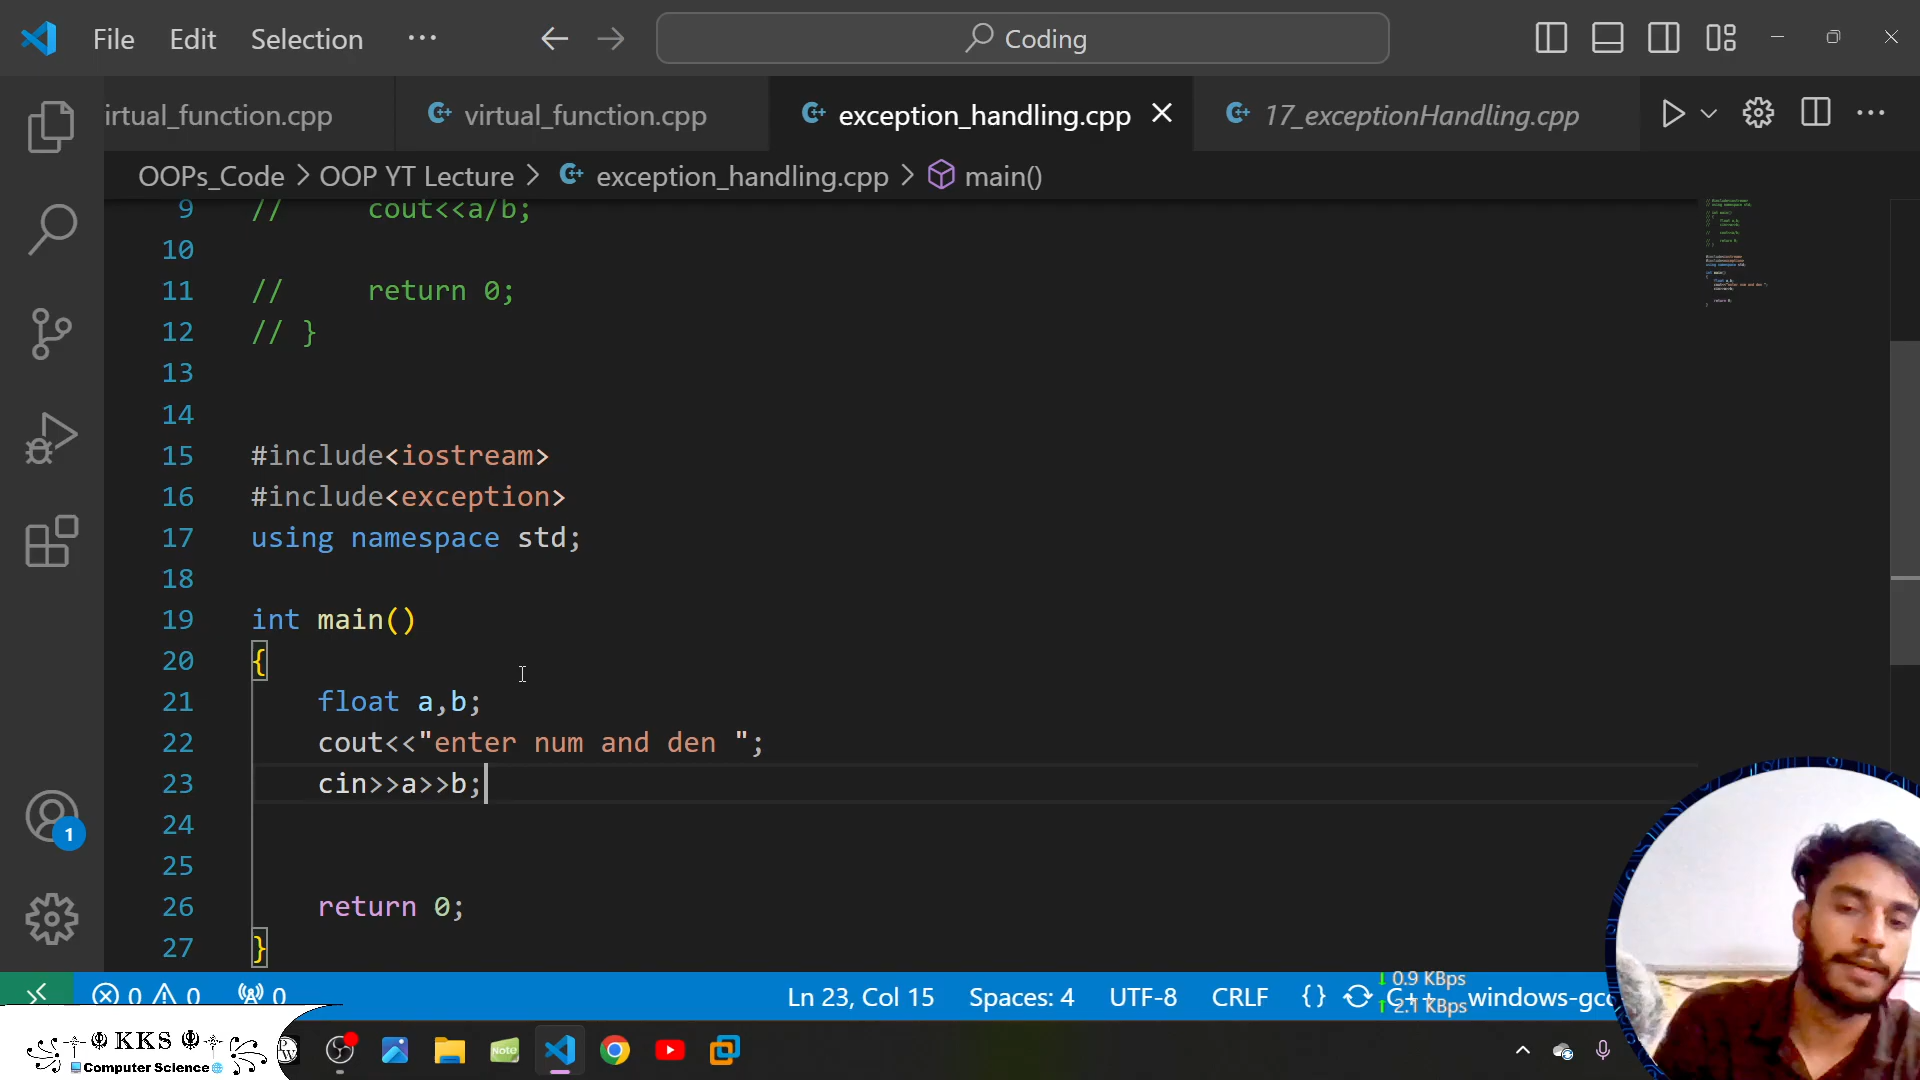 File Edit Selection ··· Coding
irtual_function.cpp virtual_function.cpp exception_handling.cpp 17_exceptionHandling.cpp
OOPs_Code > OOP YT Lecture > exception_handling.cpp > main()
9 // cout<<a/b;
10
11 // return 0;
12 // }
13
14
15 #include<iostream>
16 #include<exception>
17 using namespace std;
18
19 int main()
20 {
21 float a,b;
22 cout<<"enter num and den ";
23 cin>>a>>b;
24
25
26 return 0;
27 }
1
0 0 0 Ln 23, Col 15 Spaces: 4 UTF-8 CRLF {} C++ windows-gcc
0.9 KBps
2.1 KBps
KKS
Computer Science
PW
Note